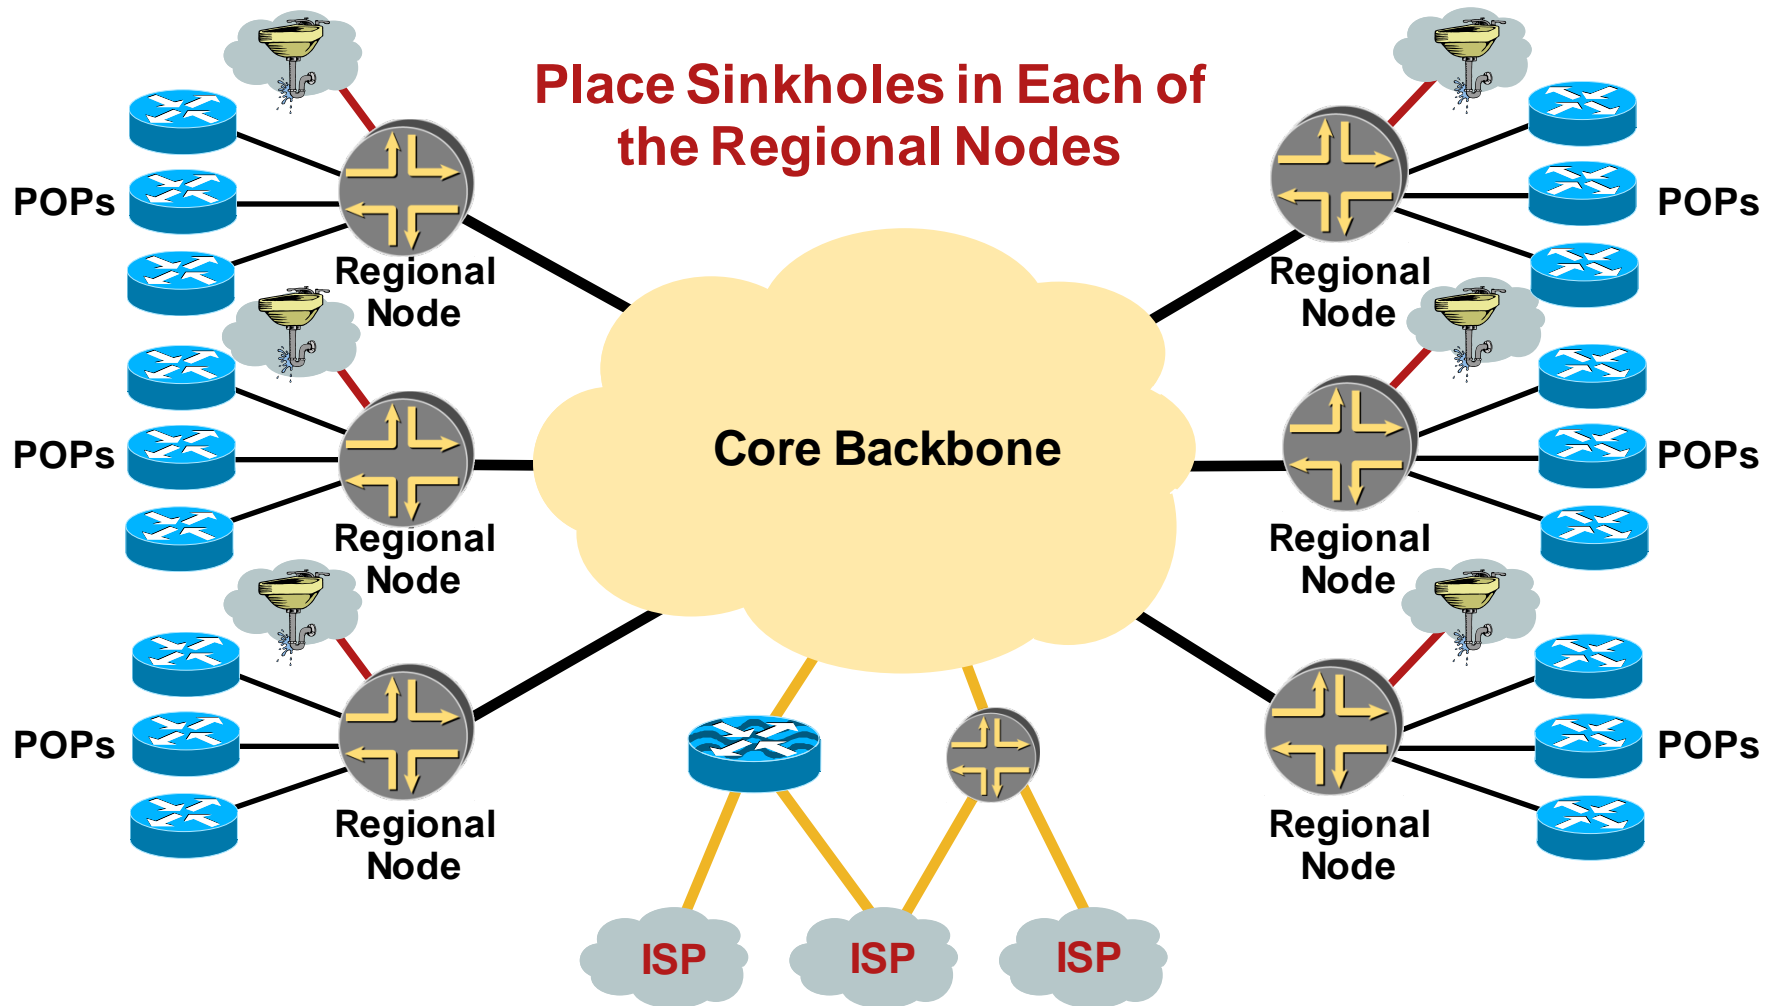 Place Sinkholes in Each of
the Regional Nodes
POPs
POPs
Regional
Node
Regional
Node
Core Backbone
POPs
POPs
Regional
Node
Regional
Node
POPs
POPs
Regional
Node
Regional
Node
ISP
ISP
ISP